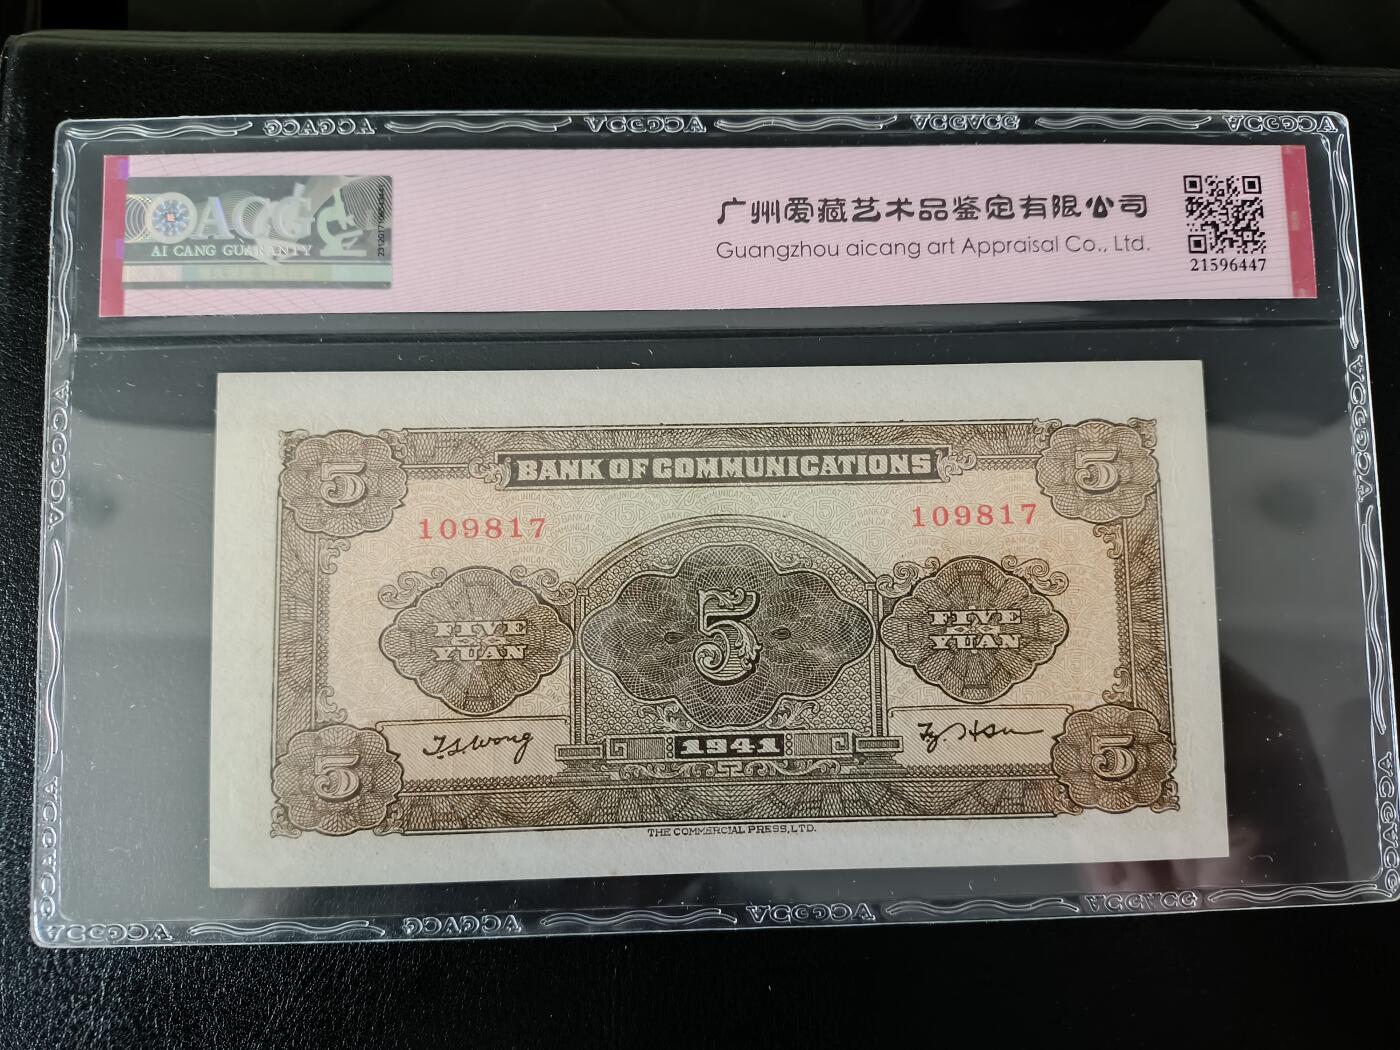 ACG
AI CANG GUARANTY
广州爱藏艺术品鉴定有限公司
Guangzhou aicang art Appraisal Co., Ltd.
21596447
5
BANK OF COMMUNICATIONS
5
109817
109817
FIVE
YUAN
5
FIVE
YUAN
T.S.Wong
1941
5
5
THE COMMERCIAL PRESS, LTD.